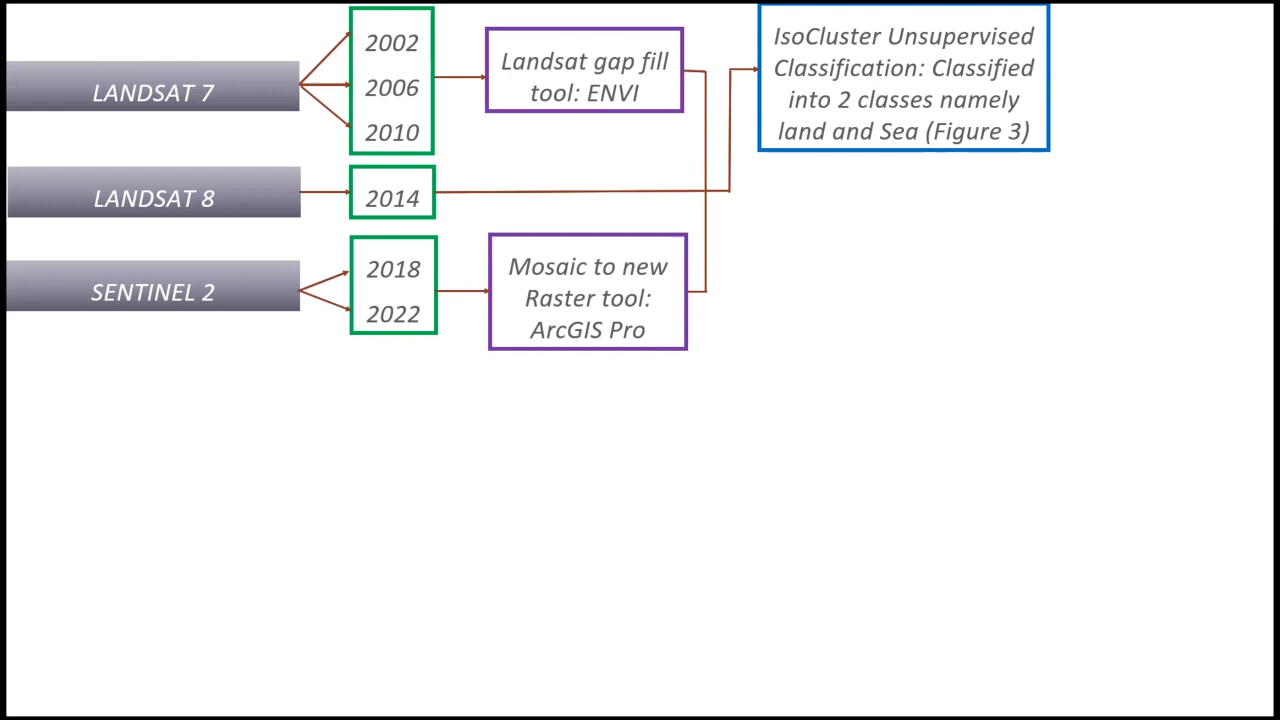 LANDSAT 7
2002
2006
2010
Landsat gap fill
tool: ENVI
IsoCluster Unsupervised
Classification: Classified
into 2 classes namely
land and Sea (Figure 3)
LANDSAT 8
2014
SENTINEL 2
2018
2022
Mosaic to new
Raster tool:
ArcGIS Pro